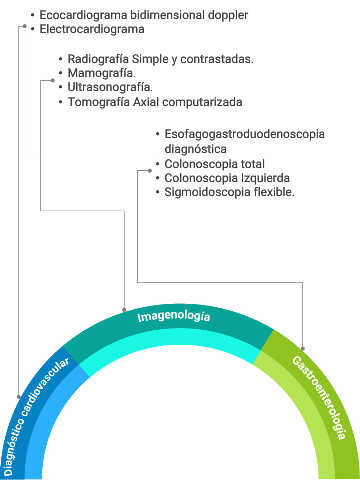 • Ecocardiograma bidimensional doppler
• Electrocardiograma
• Radiografía Simple y contrastadas.
• Mamografía.
• Ultrasonografía.
• Tomografía Axial computarizada
• Esofagogastroduodenoscopia
diagnóstica
• Colonoscopia total
• Colonoscopia Izquierda
• Sigmoidoscopia flexible.
Imagenología
Diagnóstico cardiovascular
Gastroenterología